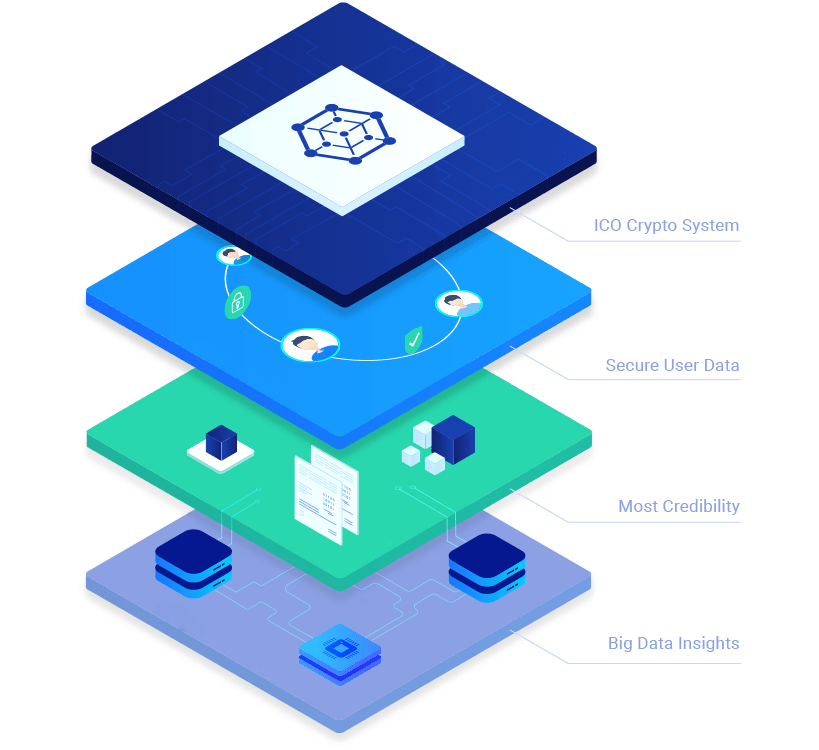 ICO Crypto System
Secure User Data
Most Credibility
Big Data Insights